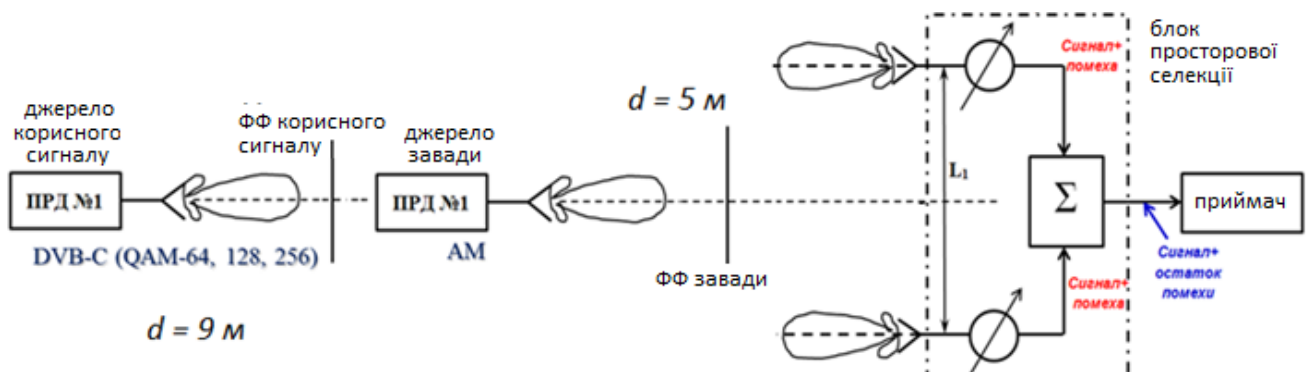 джерело
корисного
сигналу
ПРД №1
DVB-C (QAM-64, 128, 256)
d = 9 м
ФФ корисного
сигналу
джерело
завади
ПРД №1
АМ
d = 5 м
ФФ завади
L1
Сигнал+
помеха
Σ
Сигнал+
помеха
блок
просторової
селекції
приймач
Сигнал+
остаток
помехи